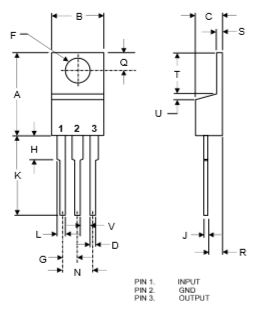 B
C
F
S
Q
A
T
U
1 2 3
H
K
L
V
D
G
N
J
R
PIN 1. INPUT
PIN 2. GND
PIN 3. OUTPUT